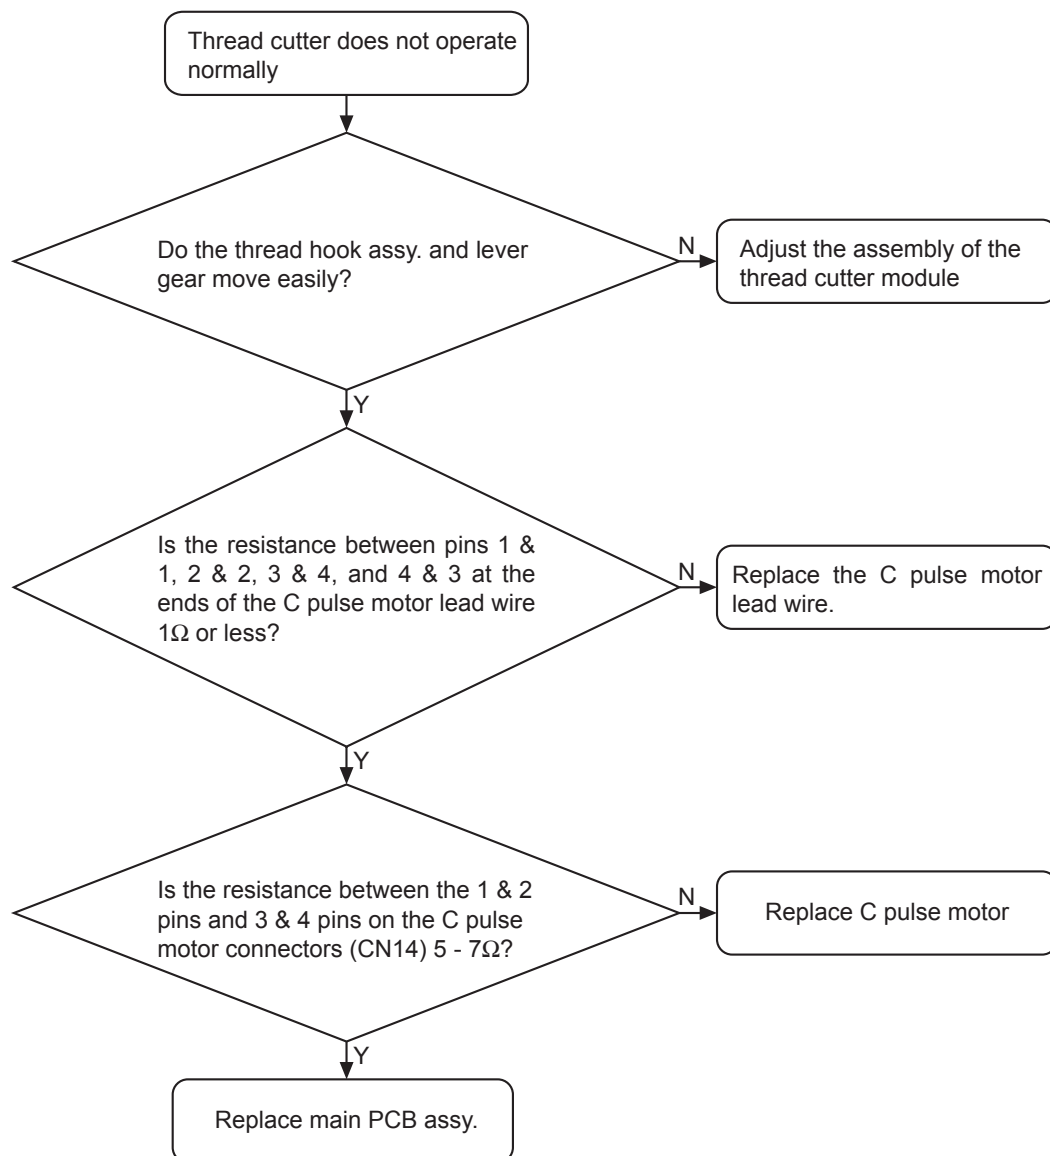 Thread cutter does not operate
normally
Do the thread hook assy. and lever
gear move easily?
N
Adjust the assembly of the
thread cutter module
Y
Is the resistance between pins 1 &
1, 2 & 2, 3 & 4, and 4 & 3 at the
ends of the C pulse motor lead wire
1Ω or less?
N
Replace the C pulse motor
lead wire.
Y
Is the resistance between the 1 & 2
pins and 3 & 4 pins on the C pulse
motor connectors (CN14) 5 - 7Ω?
N
Replace C pulse motor
Y
Replace main PCB assy.